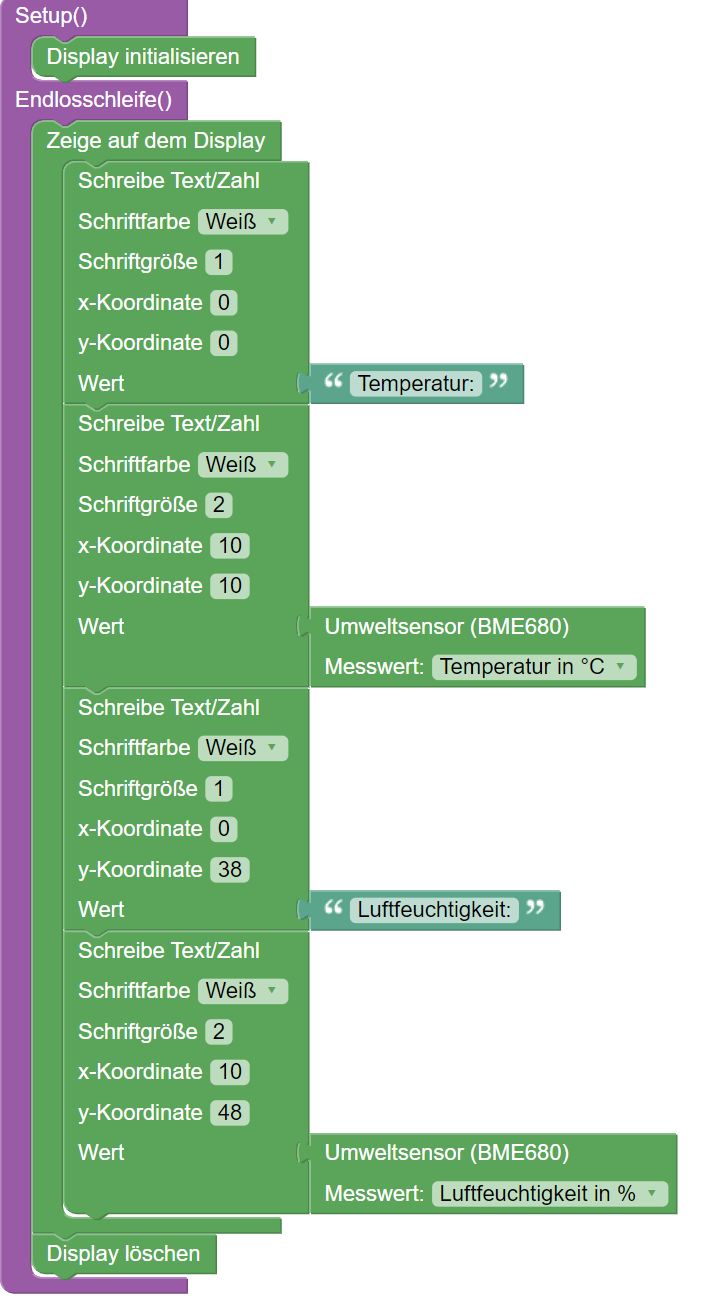 Setup()
Display initialisieren
Endlosschleife()
Zeige auf dem Display
Schreibe Text/Zahl
Schriftfarbe Weiß
Schriftgröße 1
x-Koordinate 0
y-Koordinate 0
Wert “ Temperatur: ”
Schreibe Text/Zahl
Schriftfarbe Weiß
Schriftgröße 2
x-Koordinate 10
y-Koordinate 10
Wert Umweltsensor (BME680)
Messwert: Temperatur in °C
Schreibe Text/Zahl
Schriftfarbe Weiß
Schriftgröße 1
x-Koordinate 0
y-Koordinate 38
Wert “ Luftfeuchtigkeit: ”
Schreibe Text/Zahl
Schriftfarbe Weiß
Schriftgröße 2
x-Koordinate 10
y-Koordinate 48
Wert Umweltsensor (BME680)
Messwert: Luftfeuchtigkeit in %
Display löschen